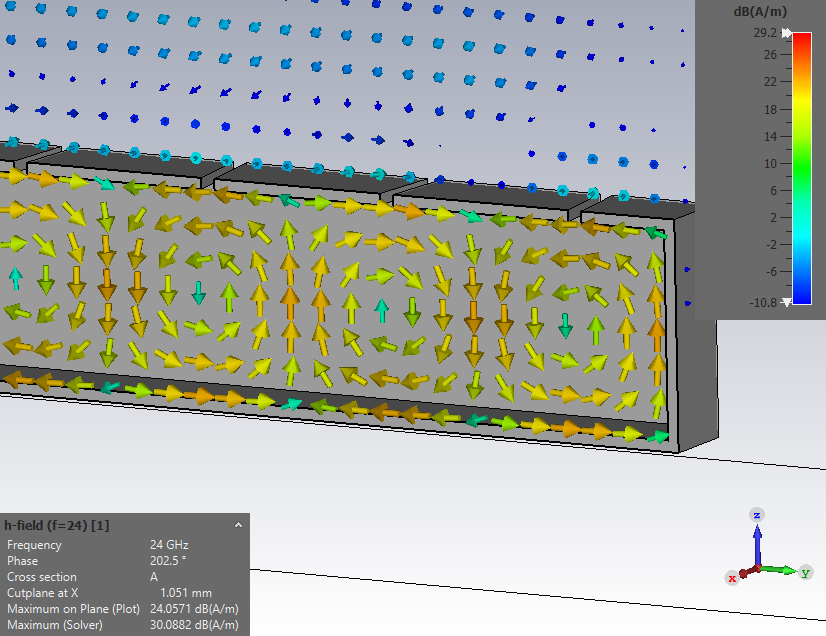 dB(A/m)
29.2
26
22
18
14
10
6
2
-2
-6
-10.8
h-field (f=24) [1]
Frequency 24 GHz
Phase 202.5 °
Cross section A
Cutplane at X 1.051 mm
Maximum on Plane (Plot) 24.0571 dB(A/m)
Maximum (Solver) 30.0882 dB(A/m)
z
x
y